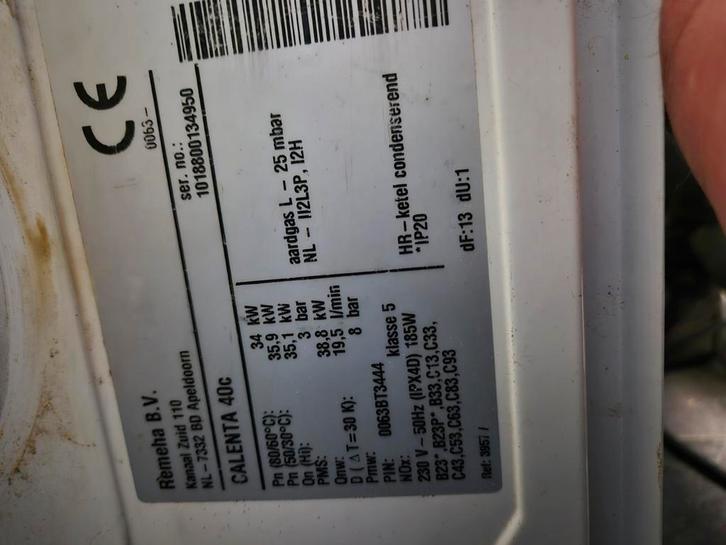 CE
Remeha B.V.
Kanaal Zuid 110
NL - 7332 BD Apeldoorn
0063 -
ser. no.:
1018800134950
CALENTA 40c
Pn (80/60°C): 34 kW
Pn (50/30°C): 35,9 kW
Qn (Hi): 35,1 kW
PMS: 3 bar
Qnw: 38,8 kW
D (ΔT=30 K): 19,5 l/min
Pmw: 8 bar
aardgas L - 25 mbar
NL - II2L3P, I2H
PIN: 0063BT3444
NOx: klasse 5
HR-ketel condenserend
*IP20
230 V - 50Hz (IPX4D) 185W
B23*,B23P*,B33,C13,C33,
C43,C53,C63,C83,C93
dF:13 dU:1